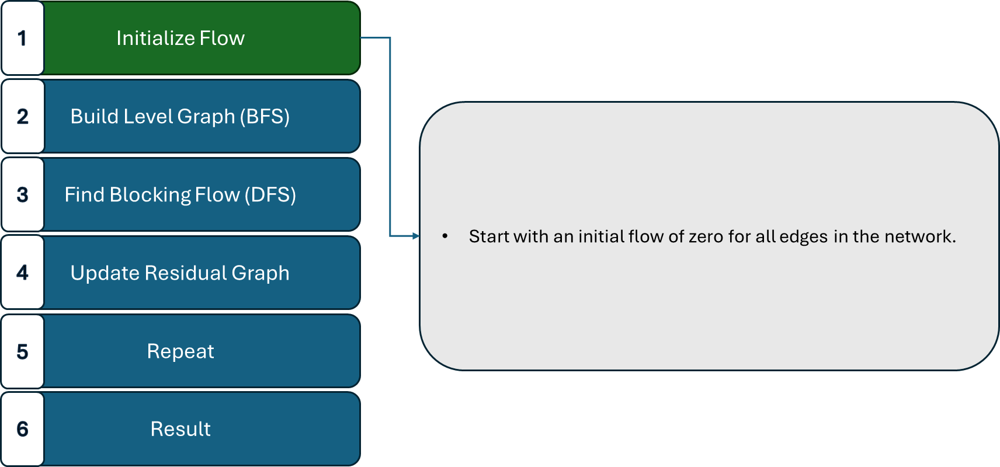 1
Initialize Flow
2
Build Level Graph (BFS)
3
Find Blocking Flow (DFS)
4
Update Residual Graph
5
Repeat
6
Result
• Start with an initial flow of zero for all edges in the network.